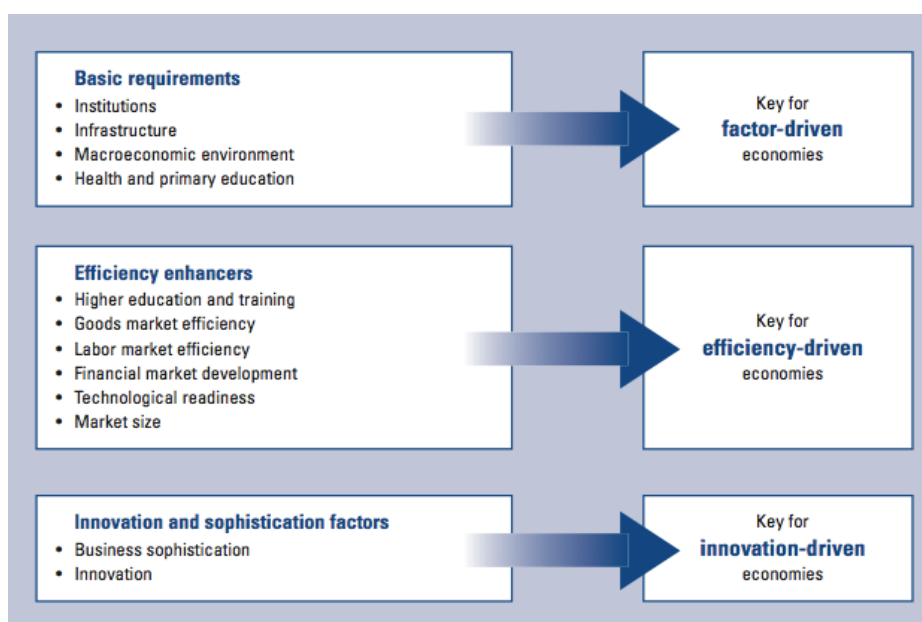 Basic requirements
• Institutions
• Infrastructure
• Macroeconomic environment
• Health and primary education
Key for
factor-driven
economies
Efficiency enhancers
• Higher education and training
• Goods market efficiency
• Labor market efficiency
• Financial market development
• Technological readiness
• Market size
Key for
efficiency-driven
economies
Innovation and sophistication factors
• Business sophistication
• Innovation
Key for
innovation-driven
economies